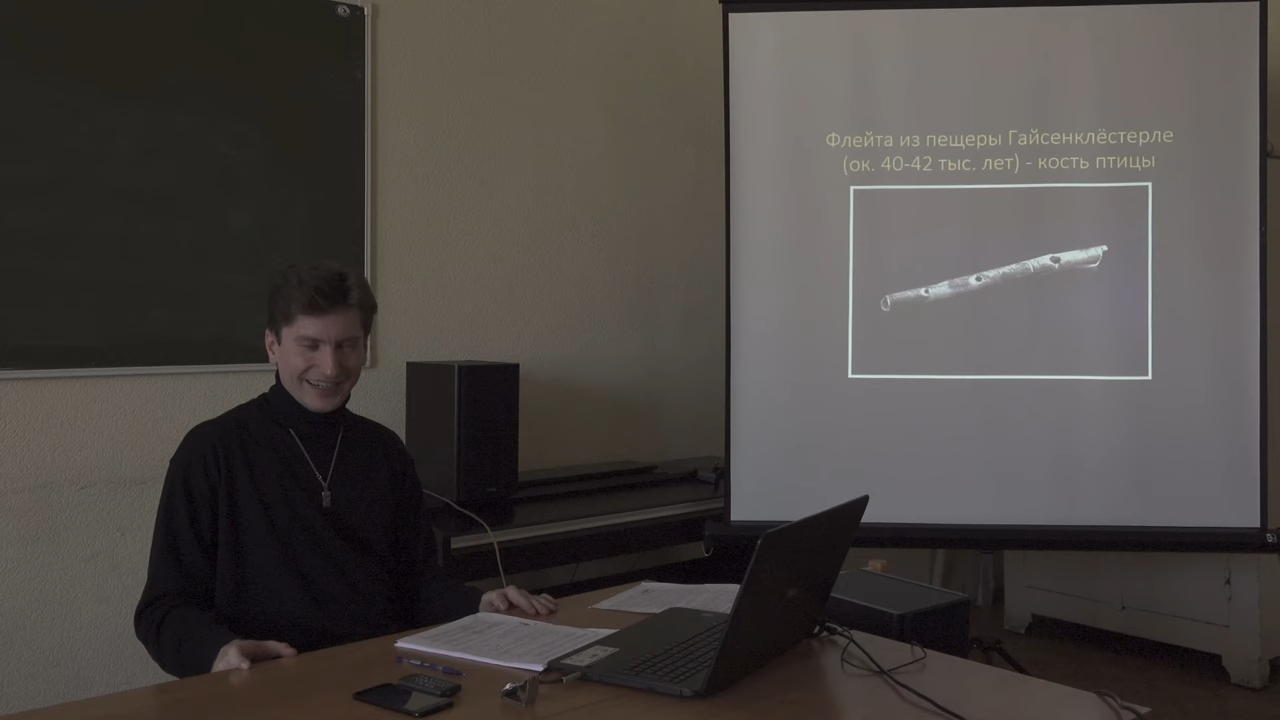 Флейта из пещеры Гайсенклёстерле
(ок. 40-42 тыс. лет) - кость птицы